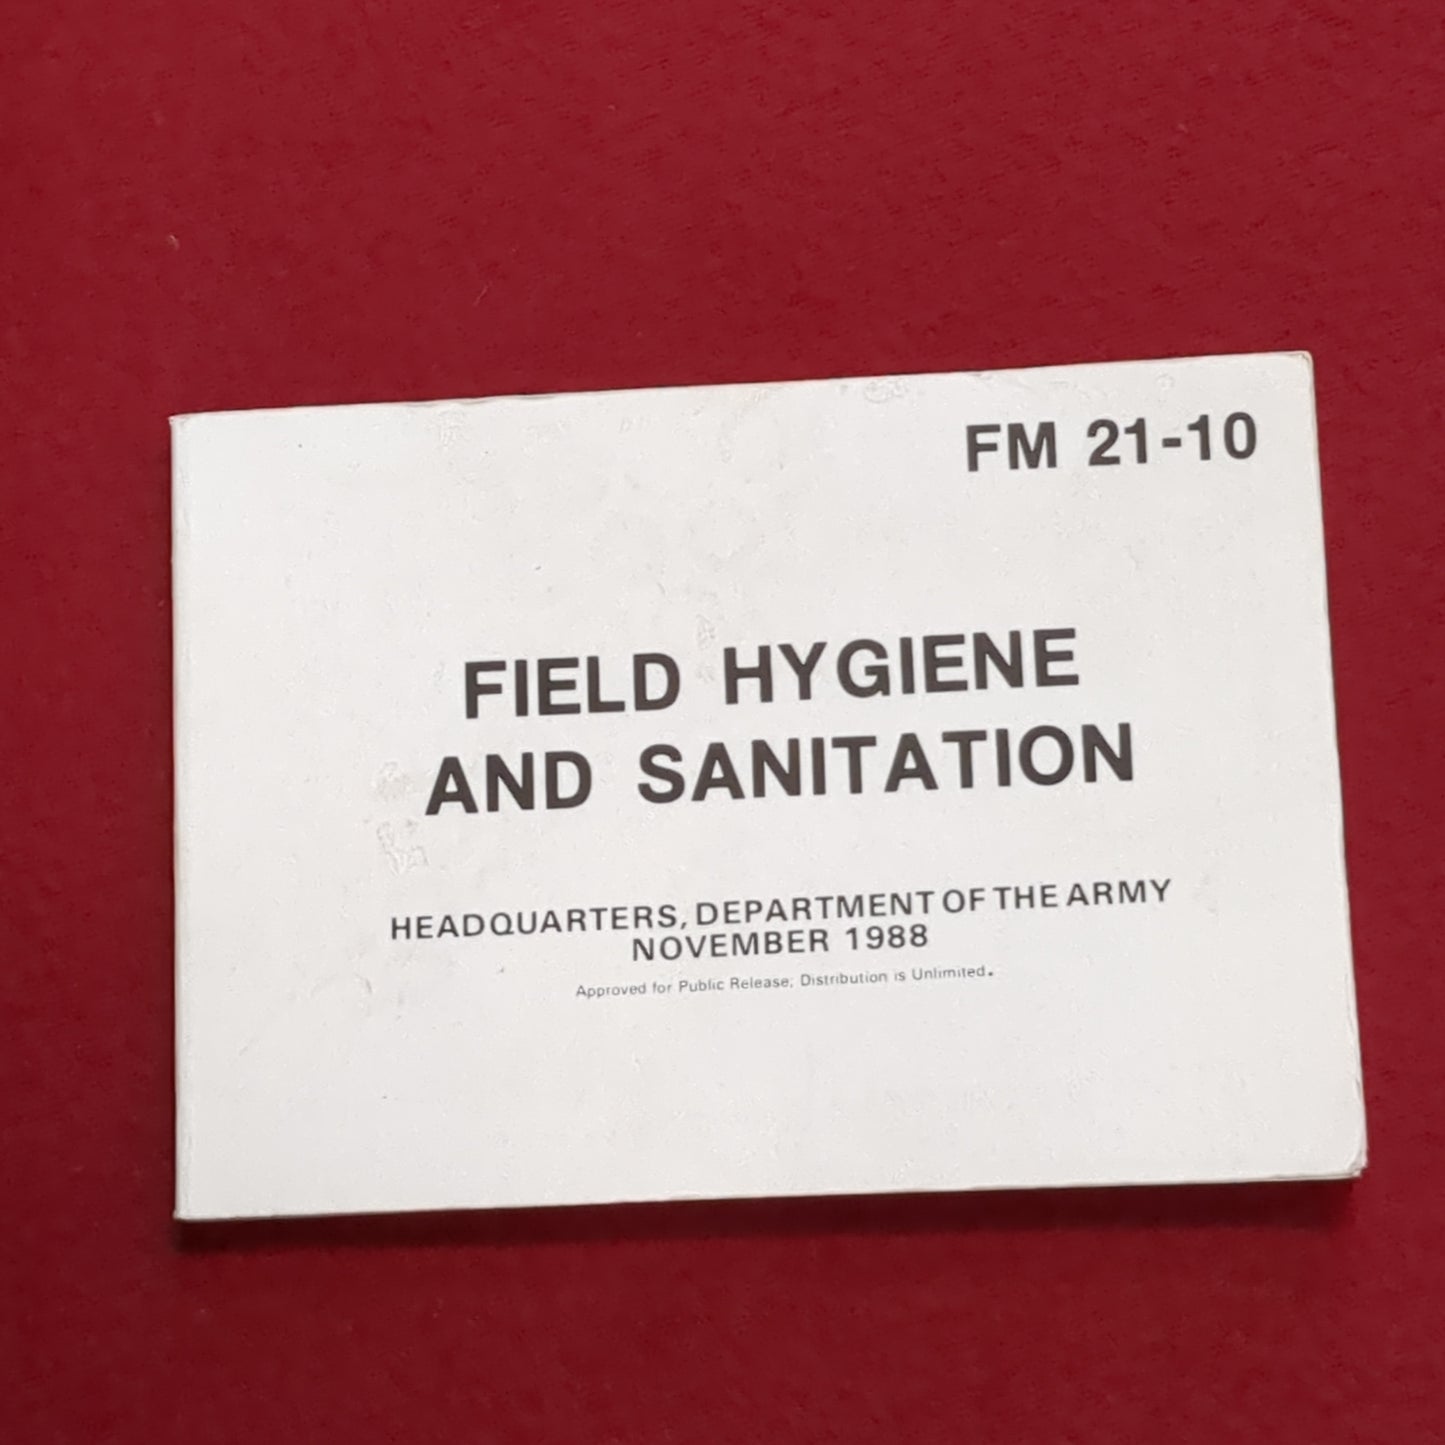 FM 21-10
FIELD HYGIENE
AND SANITATION
HEADQUARTERS, DEPARTMENT OF THE ARMY
NOVEMBER 1988
Approved for Public Release; Distribution is Unlimited.